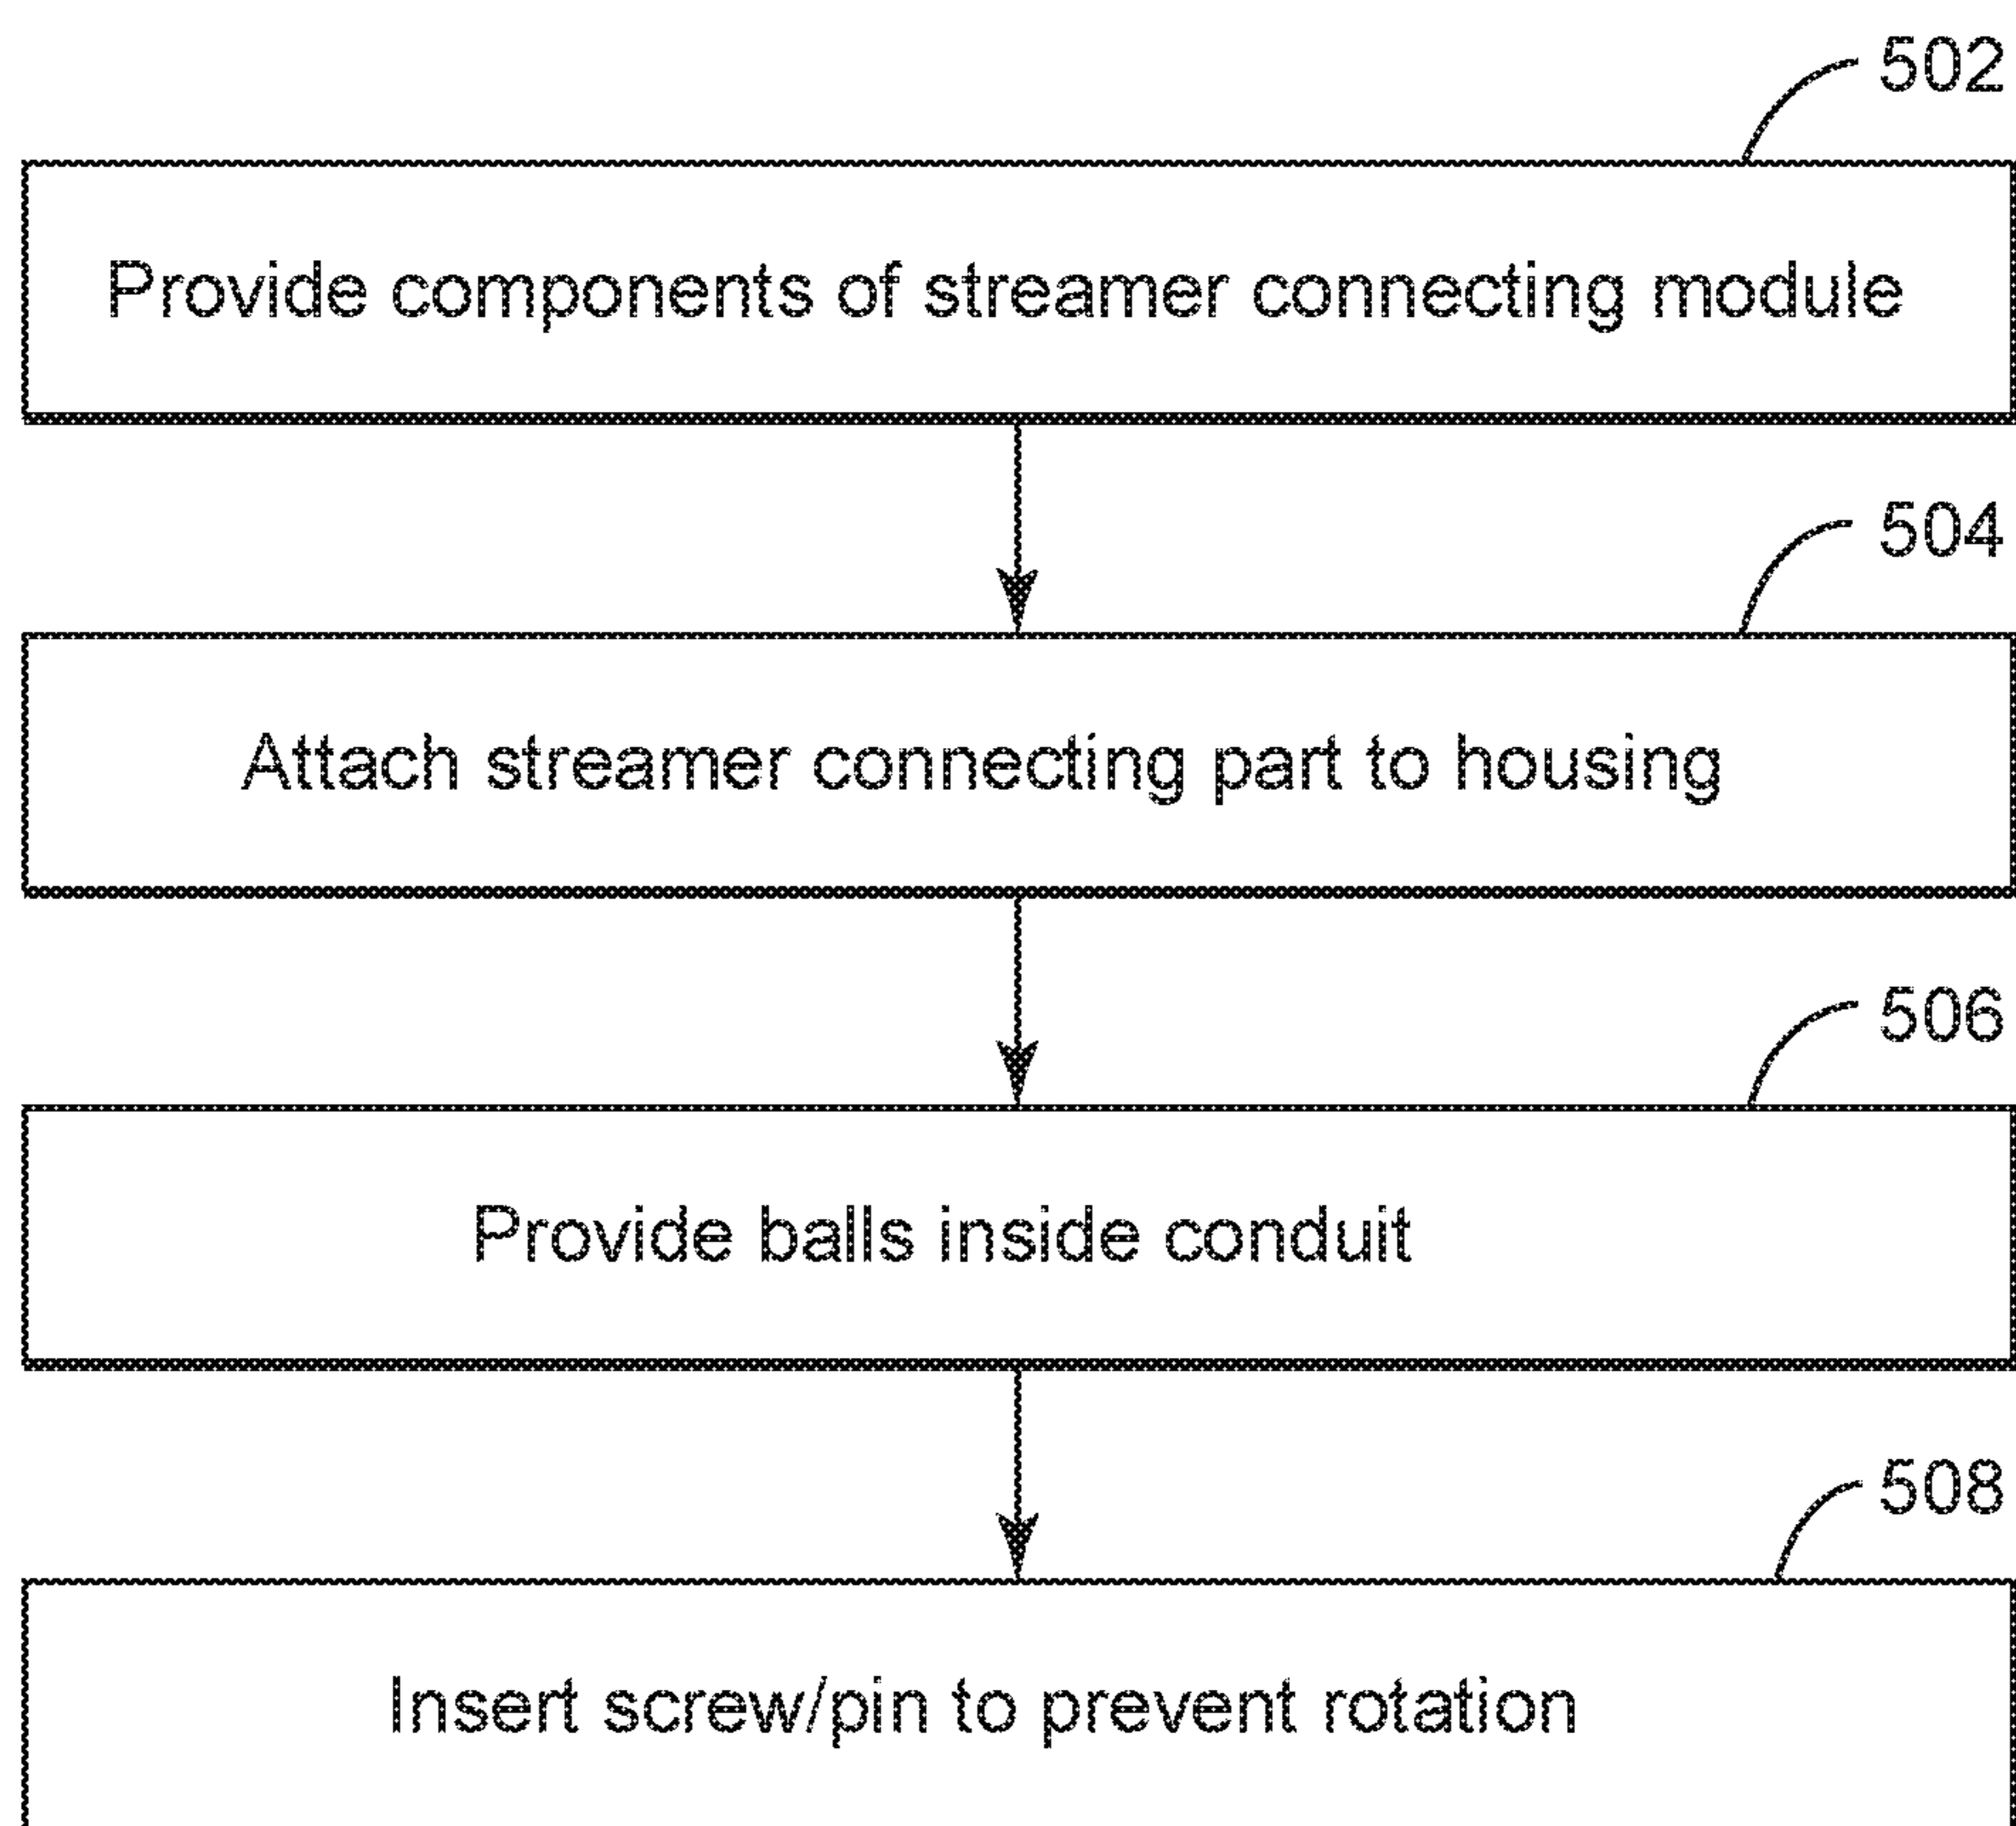 502
Provide components of streamer connecting module
504
Attach streamer connecting part to housing
506
Provide balls inside conduit
508
Insert screw/pin to prevent rotation